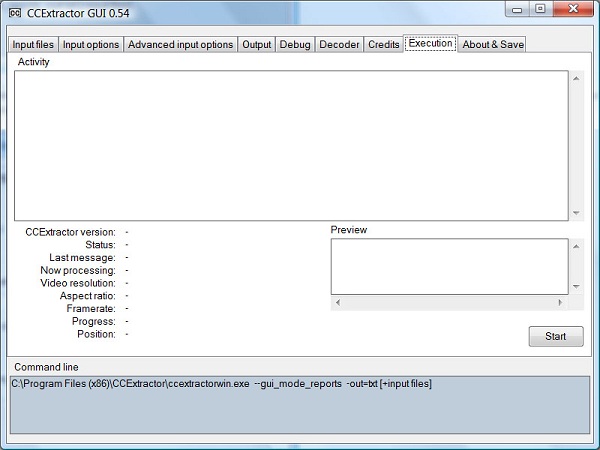 CC CCExtractor GUI 0.54
Input files Input options Advanced input options Output Debug Decoder Credits Execution About & Save
Activity
CCExtractor version: -
Status: -
Last message: -
Now processing: -
Video resolution: -
Aspect ratio: -
Framerate: -
Progress: -
Position: -
Preview
Start
Command line
C:\Program Files (x86)\CCExtractor\ccextractorwin.exe --gui_mode_reports -out=txt [+input files]